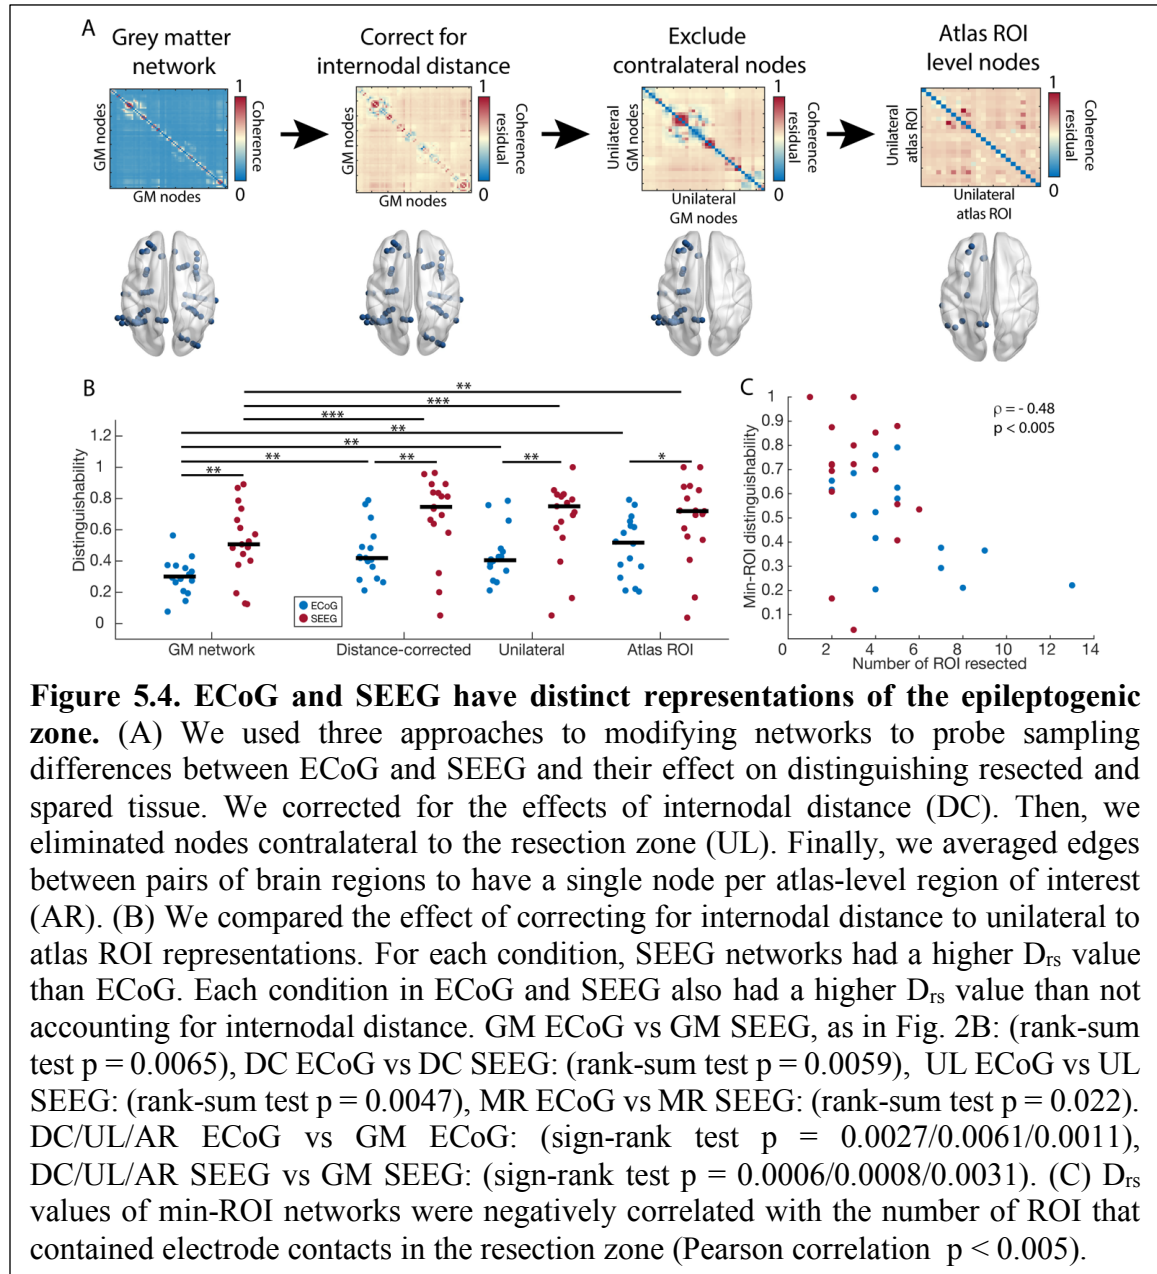 A
Grey matter
network
Correct for
internodal distance
Exclude
contralateral nodes
Atlas ROI
level nodes
GM nodes
GM nodes
1
0
Coherence
GM nodes
GM nodes
1
0
Coherence
residual
Unilateral
GM nodes
Unilateral
GM nodes
1
0
Coherence
residual
Unilateral
atlas ROI
Unilateral
atlas ROI
1
0
Coherence
residual
B
**
***
***
**
**
**
**
**
**
*
Distinguishability
1.2
1
0.8
0.6
0.4
0.2
0
ECoG
SEEG
GM network
Distance-corrected
Unilateral
Atlas ROI
C
ρ = - 0.48
p < 0.005
Min-ROI distinguishability
1
0.9
0.8
0.7
0.6
0.5
0.4
0.3
0.2
0.1
0 2 4 6 8 10 12 14
Number of ROI resected
Figure 5.4. ECoG and SEEG have distinct representations of the epileptogenic
zone. (A) We used three approaches to modifying networks to probe sampling
differences between ECoG and SEEG and their effect on distinguishing resected and
spared tissue. We corrected for the effects of internodal distance (DC). Then, we
eliminated nodes contralateral to the resection zone (UL). Finally, we averaged edges
between pairs of brain regions to have a single node per atlas-level region of interest
(AR). (B) We compared the effect of correcting for internodal distance to unilateral to
atlas ROI representations. For each condition, SEEG networks had a higher Drs value
than ECoG. Each condition in ECoG and SEEG also had a higher Drs value than not
accounting for internodal distance. GM ECoG vs GM SEEG, as in Fig. 2B: (rank-sum
test p = 0.0065), DC ECoG vs DC SEEG: (rank-sum test p = 0.0059), UL ECoG vs UL
SEEG: (rank-sum test p = 0.0047), MR ECoG vs MR SEEG: (rank-sum test p = 0.022).
DC/UL/AR ECoG vs GM ECoG: (sign-rank test p = 0.0027/0.0061/0.0011),
DC/UL/AR SEEG vs GM SEEG: (sign-rank test p = 0.0006/0.0008/0.0031). (C) Drs
values of min-ROI networks were negatively correlated with the number of ROI that
contained electrode contacts in the resection zone (Pearson correlation p < 0.005).